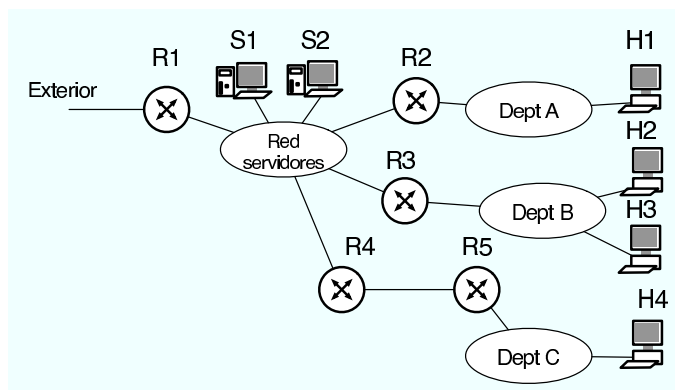 R1
S1
S2
R2
H1
Exterior
Dept A
Red
servidores
H2
R3
Dept B
H3
R4
R5
H4
Dept C